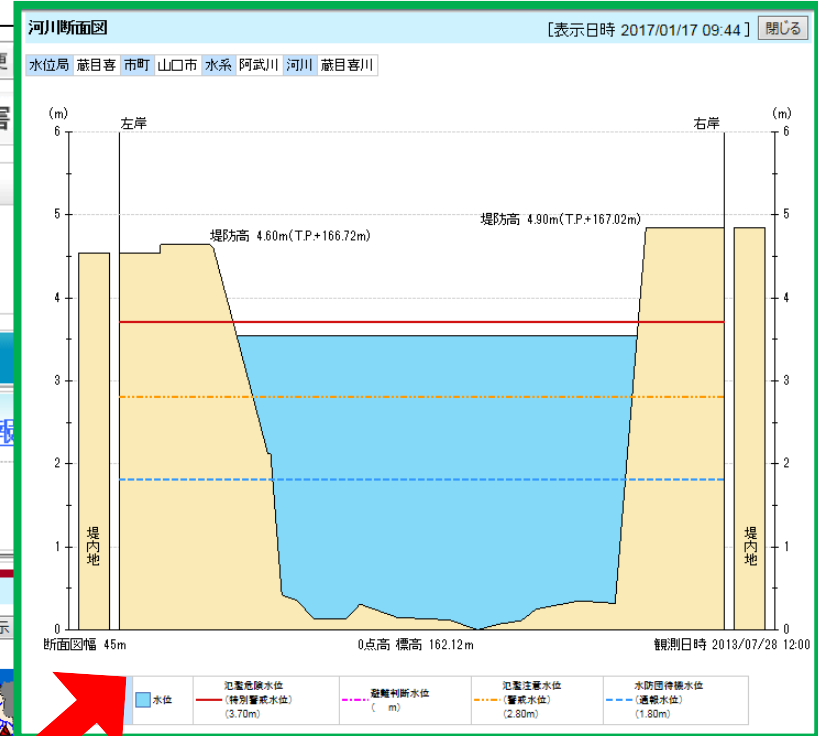 河川断面図
[表示日時 2017/01/17 09:44] 閉じる
更
水位局 蔵目喜 市町 山口市 水系 阿武川 河川 蔵目喜川
害
(m) (m)
左岸 右岸
6 6
5 5
堤防高 4.60m(T.P.+166.72m) 堤防高 4.90m(T.P.+167.02m)
4 4
3 3
報
2 2
堤内地 堤内地
1 1
示
0 0
断面図幅 45m 0点高 標高 162.12m 観測日時 2013/07/28 12:00
水位
氾濫危険水位
(特別警戒水位)
(3.70m)
避難判断水位
( m)
氾濫注意水位
(警戒水位)
(2.80m)
水防団待機水位
(通報水位)
(1.80m)